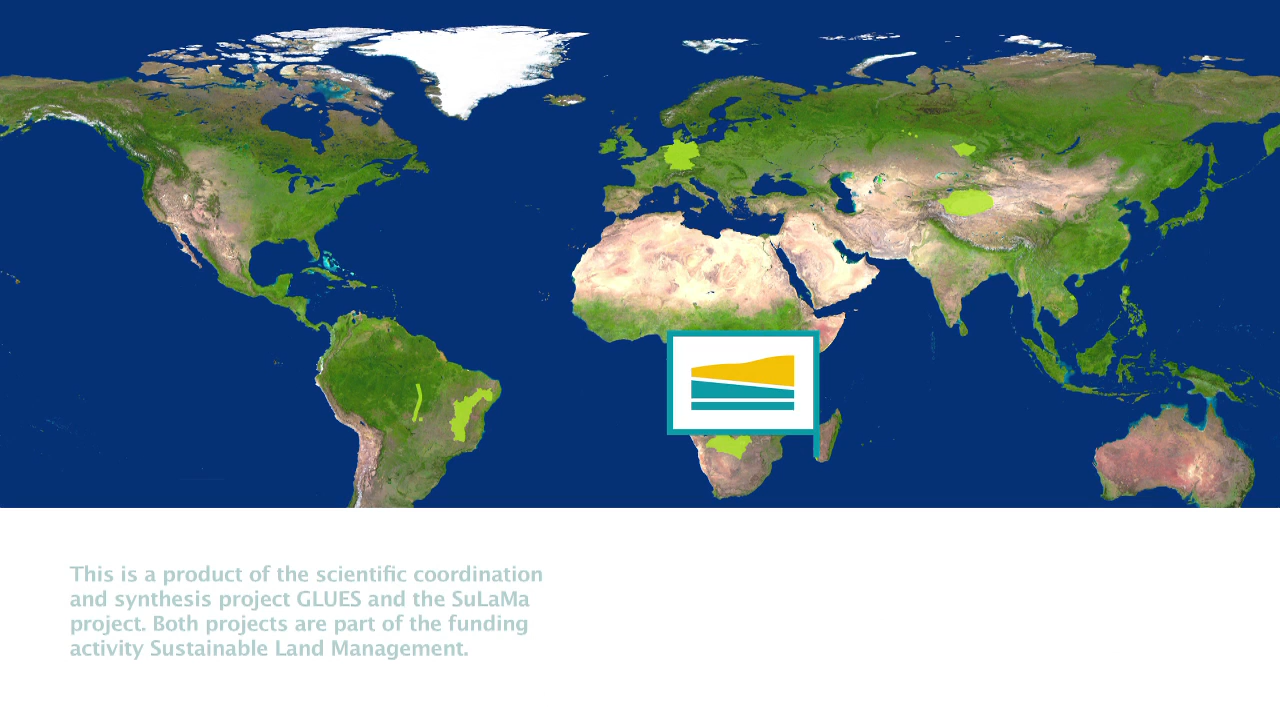 This is a product of the scientific coordination
and synthesis project GLUES and the SuLaMa
project. Both projects are part of the funding
activity Sustainable Land Management.